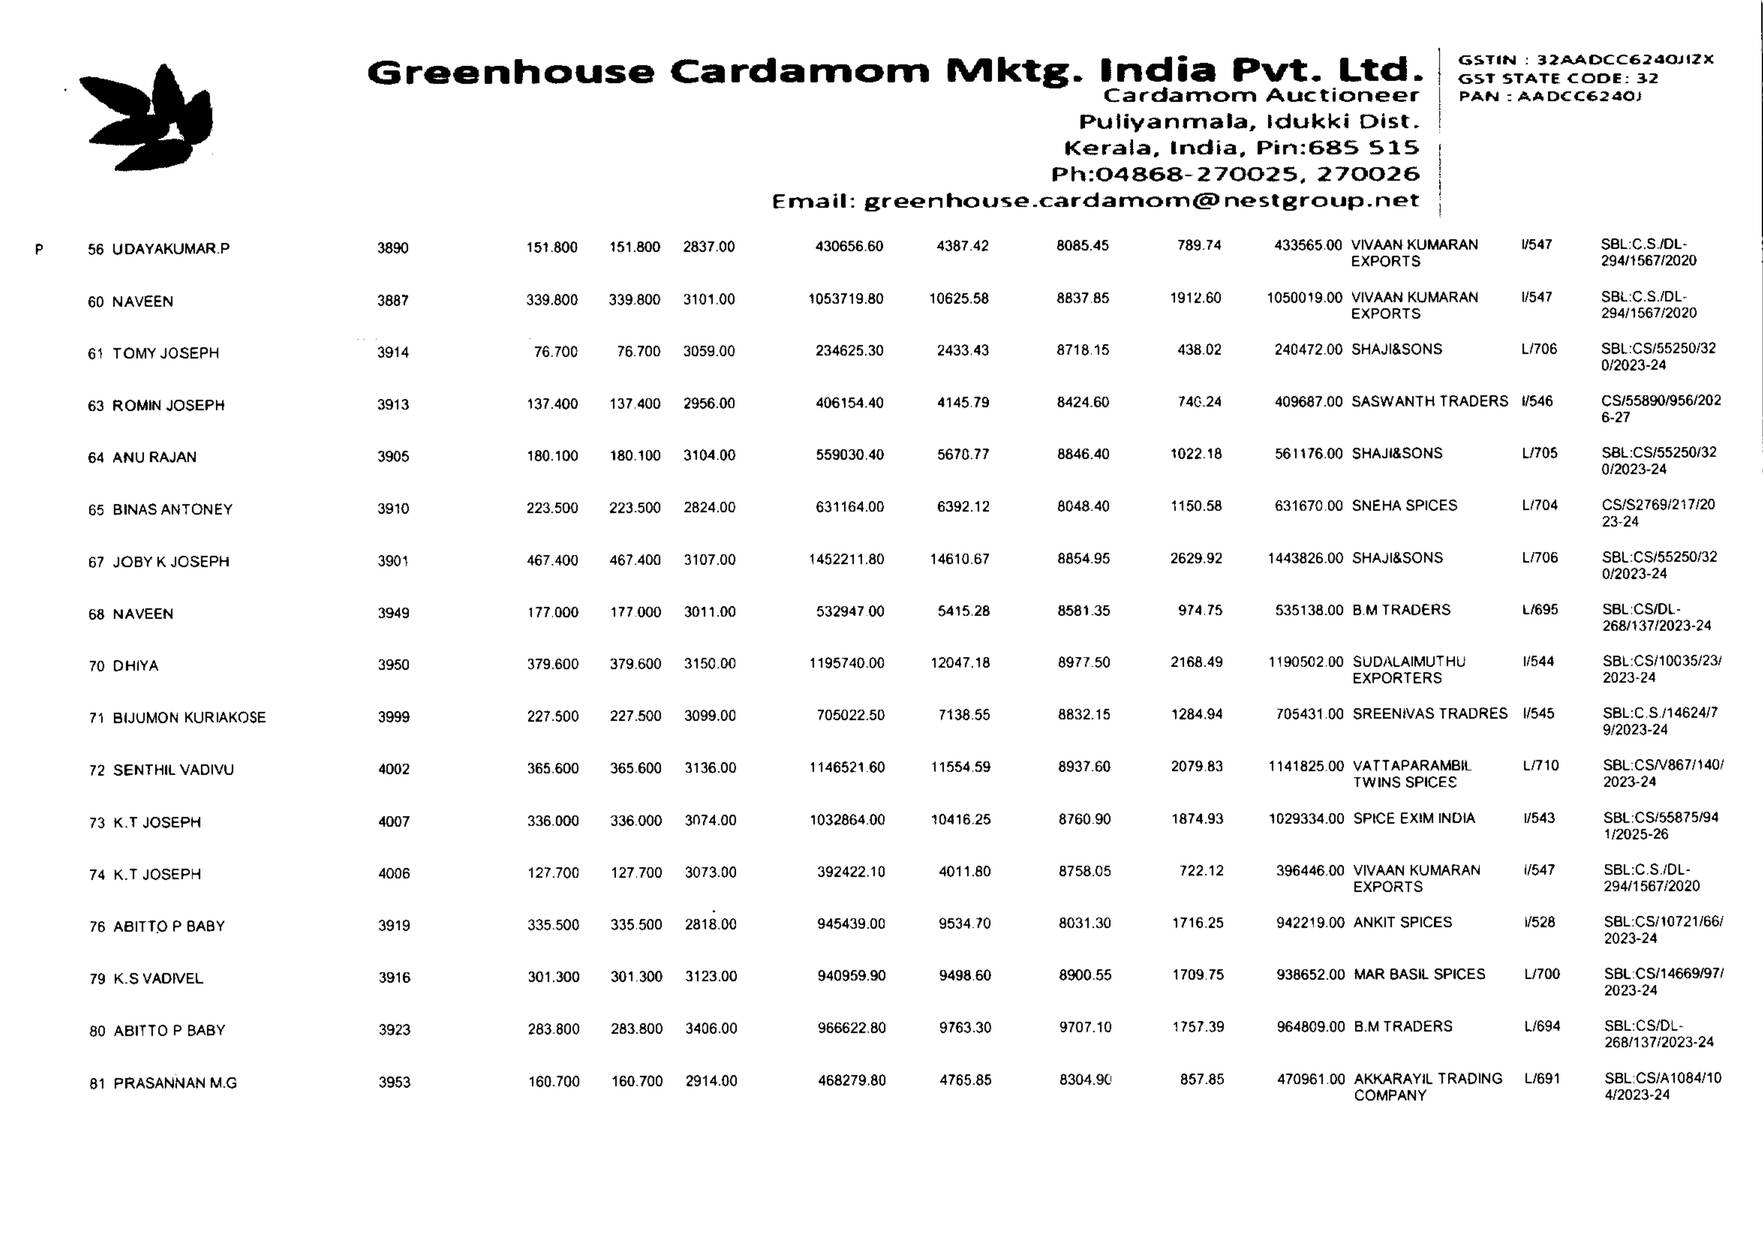 Greenhouse Cardamom Mktg. India Pvt. Ltd.
Cardamom Auctioneer
Puliyanmala, Idukki Dist.
Kerala, India, Pin:685 515
Ph:04868-270025, 270026
Email: greenhouse.cardamom@nestgroup.net
GSTIN : 32AADCC6240J1ZX
GST STATE CODE: 32
PAN : AADCC6240J
P 56 UDAYAKUMAR.P 3890 151.800 151.800 2837.00 430656.60 4387.42 8085.45 789.74 433565.00 VIVAAN KUMARAN I/547 SBL:C.S./DL-
EXPORTS 294/1567/2020
60 NAVEEN 3887 339.800 339.800 3101.00 1053719.80 10625.58 8837.85 1912.60 1050019.00 VIVAAN KUMARAN I/547 SBL:C.S./DL-
EXPORTS 294/1567/2020
61 TOMY JOSEPH 3914 76.700 76.700 3059.00 234625.30 2433.43 8718.15 438.02 240472.00 SHAJI&SONS L/706 SBL:CS/55250/32
0/2023-24
63 ROMIN JOSEPH 3913 137.400 137.400 2956.00 406154.40 4145.79 8424.60 740.24 409687.00 SASWANTH TRADERS I/546 CS/55890/956/202
6-27
64 ANU RAJAN 3905 180.100 180.100 3104.00 559030.40 5678.77 8846.40 1022.18 561176.00 SHAJI&SONS L/705 SBL:CS/55250/32
0/2023-24
65 BINAS ANTONEY 3910 223.500 223.500 2824.00 631164.00 6392.12 8048.40 1150.58 631670.00 SNEHA SPICES L/704 CS/S2769/217/20
23-24
67 JOBY K JOSEPH 3901 467.400 467.400 3107.00 1452211.80 14610.67 8854.95 2629.92 1443826.00 SHAJI&SONS L/706 SBL:CS/55250/32
0/2023-24
68 NAVEEN 3949 177.000 177.000 3011.00 532947.00 5415.28 8581.35 974.75 535138.00 B.M TRADERS L/695 SBL:CS/DL-
268/137/2023-24
70 DHIYA 3950 379.600 379.600 3150.00 1195740.00 12047.18 8977.50 2168.49 1190502.00 SUDALAIMUTHU I/544 SBL:CS/10035/23/
EXPORTERS 2023-24
71 BIJUMON KURIAKOSE 3999 227.500 227.500 3099.00 705022.50 7138.55 8832.15 1284.94 705431.00 SREENIVAS TRADRES I/545 SBL:C.S./14624/7
9/2023-24
72 SENTHIL VADIVU 4002 365.600 365.600 3136.00 1146521.60 11554.59 8937.60 2079.83 1141825.00 VATTAPARAMBIL L/710 SBL:CS/V867/140/
TWINS SPICES 2023-24
73 K.T JOSEPH 4007 336.000 336.000 3074.00 1032864.00 10416.25 8760.90 1874.93 1029334.00 SPICE EXIM INDIA I/543 SBL:CS/55875/94
1/2025-26
74 K.T JOSEPH 4006 127.700 127.700 3073.00 392422.10 4011.80 8758.05 722.12 396446.00 VIVAAN KUMARAN I/547 SBL:C.S./DL-
EXPORTS 294/1567/2020
76 ABITTO P BABY 3919 335.500 335.500 2818.00 945439.00 9534.70 8031.30 1716.25 942219.00 ANKIT SPICES I/528 SBL:CS/10721/66/
2023-24
79 K.S VADIVEL 3916 301.300 301.300 3123.00 940959.90 9498.60 8900.55 1709.75 938652.00 MAR BASIL SPICES L/700 SBL:CS/14669/97/
2023-24
80 ABITTO P BABY 3923 283.800 283.800 3406.00 966622.80 9763.30 9707.10 1757.39 964809.00 B.M TRADERS L/694 SBL:CS/DL-
268/137/2023-24
81 PRASANNAN M.G 3953 160.700 160.700 2914.00 468279.80 4765.85 8304.90 857.85 470961.00 AKKARAYIL TRADING L/691 SBL:CS/A1084/10
COMPANY 4/2023-24